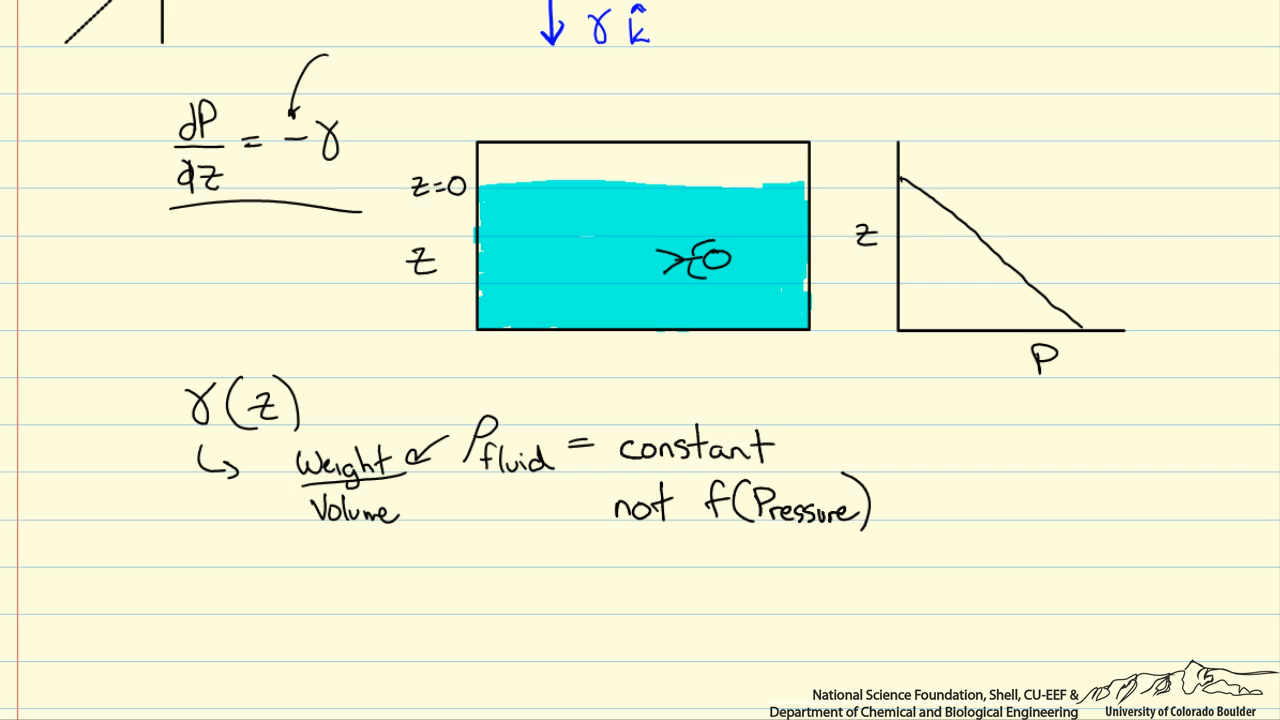 ↓ γ k̂
dP/dz = -γ
z=0
z
z
P
γ(z)
↳ Weight/Volume ↙ ρfluid = constant
not f(Pressure)
National Science Foundation, Shell, CU-EEF &
Department of Chemical and Biological Engineering
University of Colorado Boulder